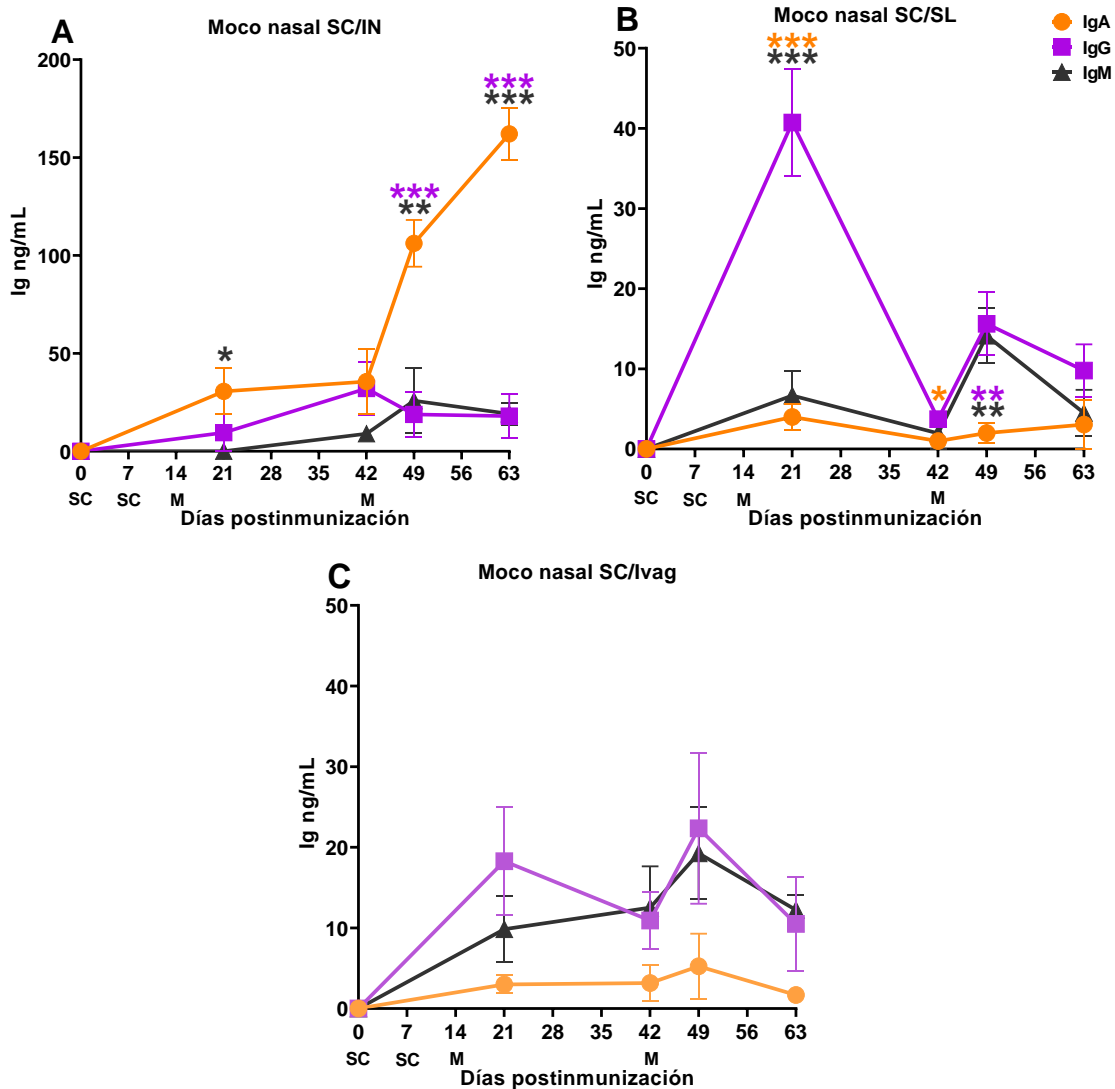 A
Moco nasal SC/IN
200
150
100
50
0
Ig ng/mL
*
***
**
***
***
0 7 14 21 28 35 42 49 56 63
SC SC M M
Días postinmunización
B
Moco nasal SC/SL
IgA
IgG
IgM
50
40
30
20
10
0
Ig ng/mL
***
***
*
**
**
0 7 14 21 28 35 42 49 56 63
SC SC M M
Días postinmunización
C
Moco nasal SC/Ivag
50
40
30
20
10
0
Ig ng/mL
0 7 14 21 28 35 42 49 56 63
SC SC M M
Días postinmunización